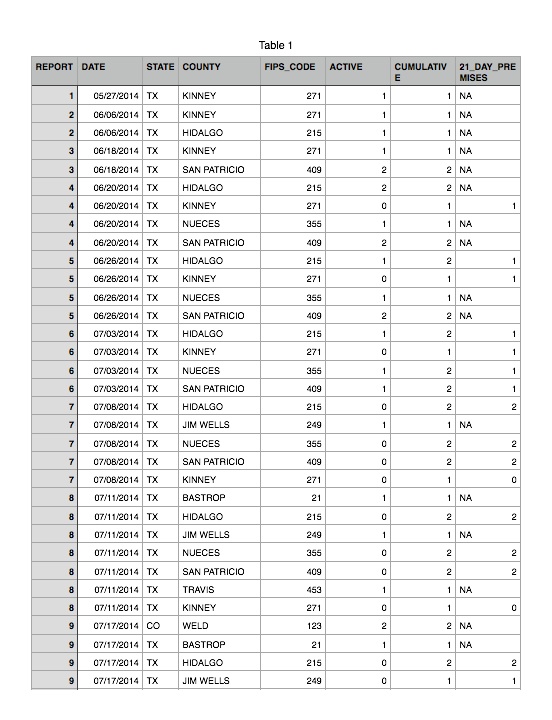 Table 1
REPORT DATE STATE COUNTY FIPS_CODE ACTIVE CUMULATIV 21_DAY_PRE
E MISES
1 05/27/2014 TX KINNEY 271 1 1 NA
2 06/06/2014 TX KINNEY 271 1 1 NA
2 06/06/2014 TX HIDALGO 215 1 1 NA
3 06/18/2014 TX KINNEY 271 1 1 NA
3 06/18/2014 TX SAN PATRICIO 409 2 2 NA
4 06/20/2014 TX HIDALGO 215 2 2 NA
4 06/20/2014 TX KINNEY 271 0 1 1
4 06/20/2014 TX NUECES 355 1 1 NA
4 06/20/2014 TX SAN PATRICIO 409 2 2 NA
5 06/26/2014 TX HIDALGO 215 1 2 1
5 06/26/2014 TX KINNEY 271 0 1 1
5 06/26/2014 TX NUECES 355 1 1 NA
5 06/26/2014 TX SAN PATRICIO 409 2 2 NA
6 07/03/2014 TX HIDALGO 215 1 2 1
6 07/03/2014 TX KINNEY 271 0 1 1
6 07/03/2014 TX NUECES 355 1 2 1
6 07/03/2014 TX SAN PATRICIO 409 1 2 1
7 07/08/2014 TX HIDALGO 215 0 2 2
7 07/08/2014 TX JIM WELLS 249 1 1 NA
7 07/08/2014 TX NUECES 355 0 2 2
7 07/08/2014 TX SAN PATRICIO 409 0 2 2
7 07/08/2014 TX KINNEY 271 0 1 0
8 07/11/2014 TX BASTROP 21 1 1 NA
8 07/11/2014 TX HIDALGO 215 0 2 2
8 07/11/2014 TX JIM WELLS 249 1 1 NA
8 07/11/2014 TX NUECES 355 0 2 2
8 07/11/2014 TX SAN PATRICIO 409 0 2 2
8 07/11/2014 TX TRAVIS 453 1 1 NA
8 07/11/2014 TX KINNEY 271 0 1 0
9 07/17/2014 CO WELD 123 2 2 NA
9 07/17/2014 TX BASTROP 21 1 1 NA
9 07/17/2014 TX HIDALGO 215 0 2 2
9 07/17/2014 TX JIM WELLS 249 0 1 1